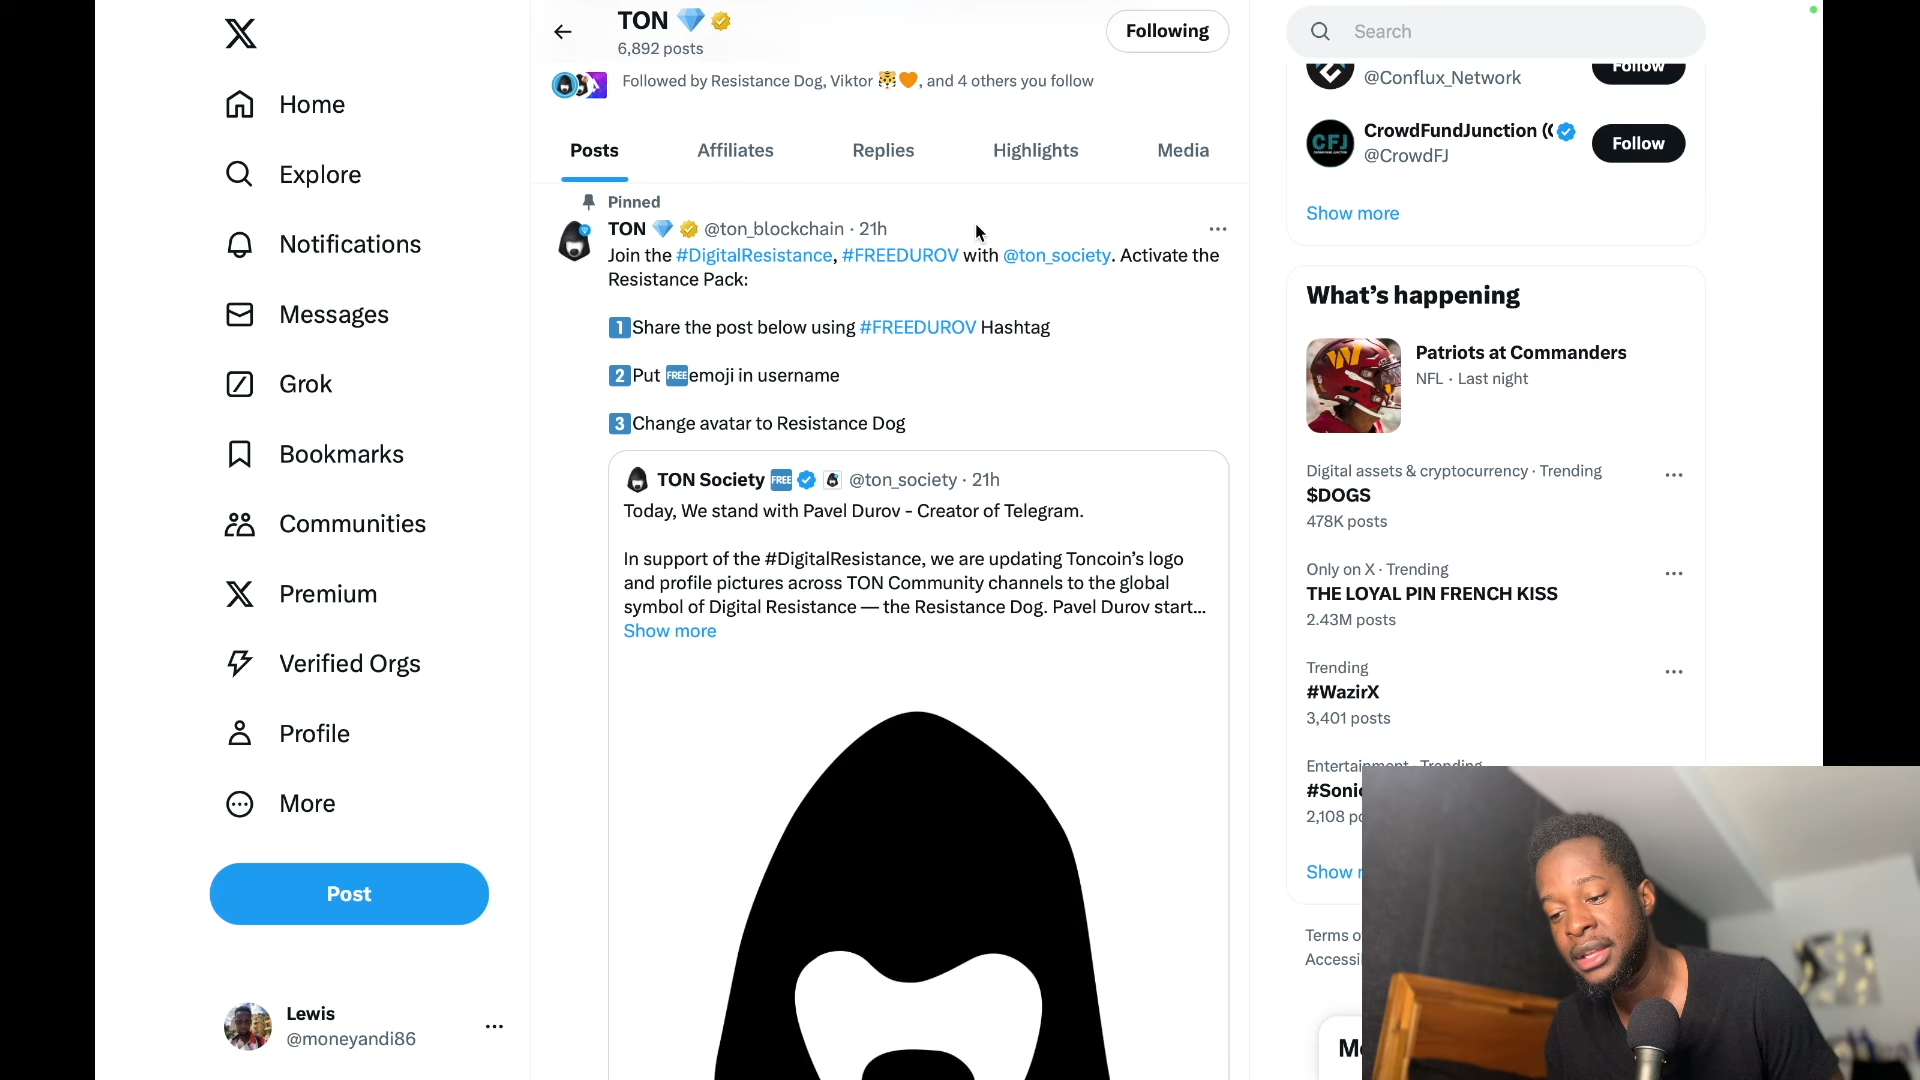 Home
Explore
Notifications
Messages
Grok
Bookmarks
Communities
Premium
Verified Orgs
Profile
More
Post
Lewis
@moneyandi86
TON
6,892 posts
Following
Followed by Resistance Dog, Viktor 🐯🧡, and 4 others you follow
Posts
Affiliates
Replies
Highlights
Media
Pinned
TON 💎 @ton_blockchain · 21h
Join the #DigitalResistance, #FREEDUROV with @ton_society. Activate the
Resistance Pack:
1️⃣Share the post below using #FREEDUROV Hashtag
2️⃣Put 🆓emoji in username
3️⃣Change avatar to Resistance Dog
TON Society 🆓 @ton_society · 21h
Today, We stand with Pavel Durov - Creator of Telegram.
In support of the #DigitalResistance, we are updating Toncoin’s logo
and profile pictures across TON Community channels to the global
symbol of Digital Resistance — the Resistance Dog. Pavel Durov start...
Show more
Search
@Conflux_Network
Follow
CrowdFundJunction (
@CrowdFJ
CFJ
Follow
Show more
What’s happening
Patriots at Commanders
NFL · Last night
Digital assets & cryptocurrency · Trending
$DOGS
478K posts
Only on X · Trending
THE LOYAL PIN FRENCH KISS
2.43M posts
Trending
#WazirX
3,401 posts
Entertainment · Trending
#Soni
2,108 po
Show
Terms o
Accessi